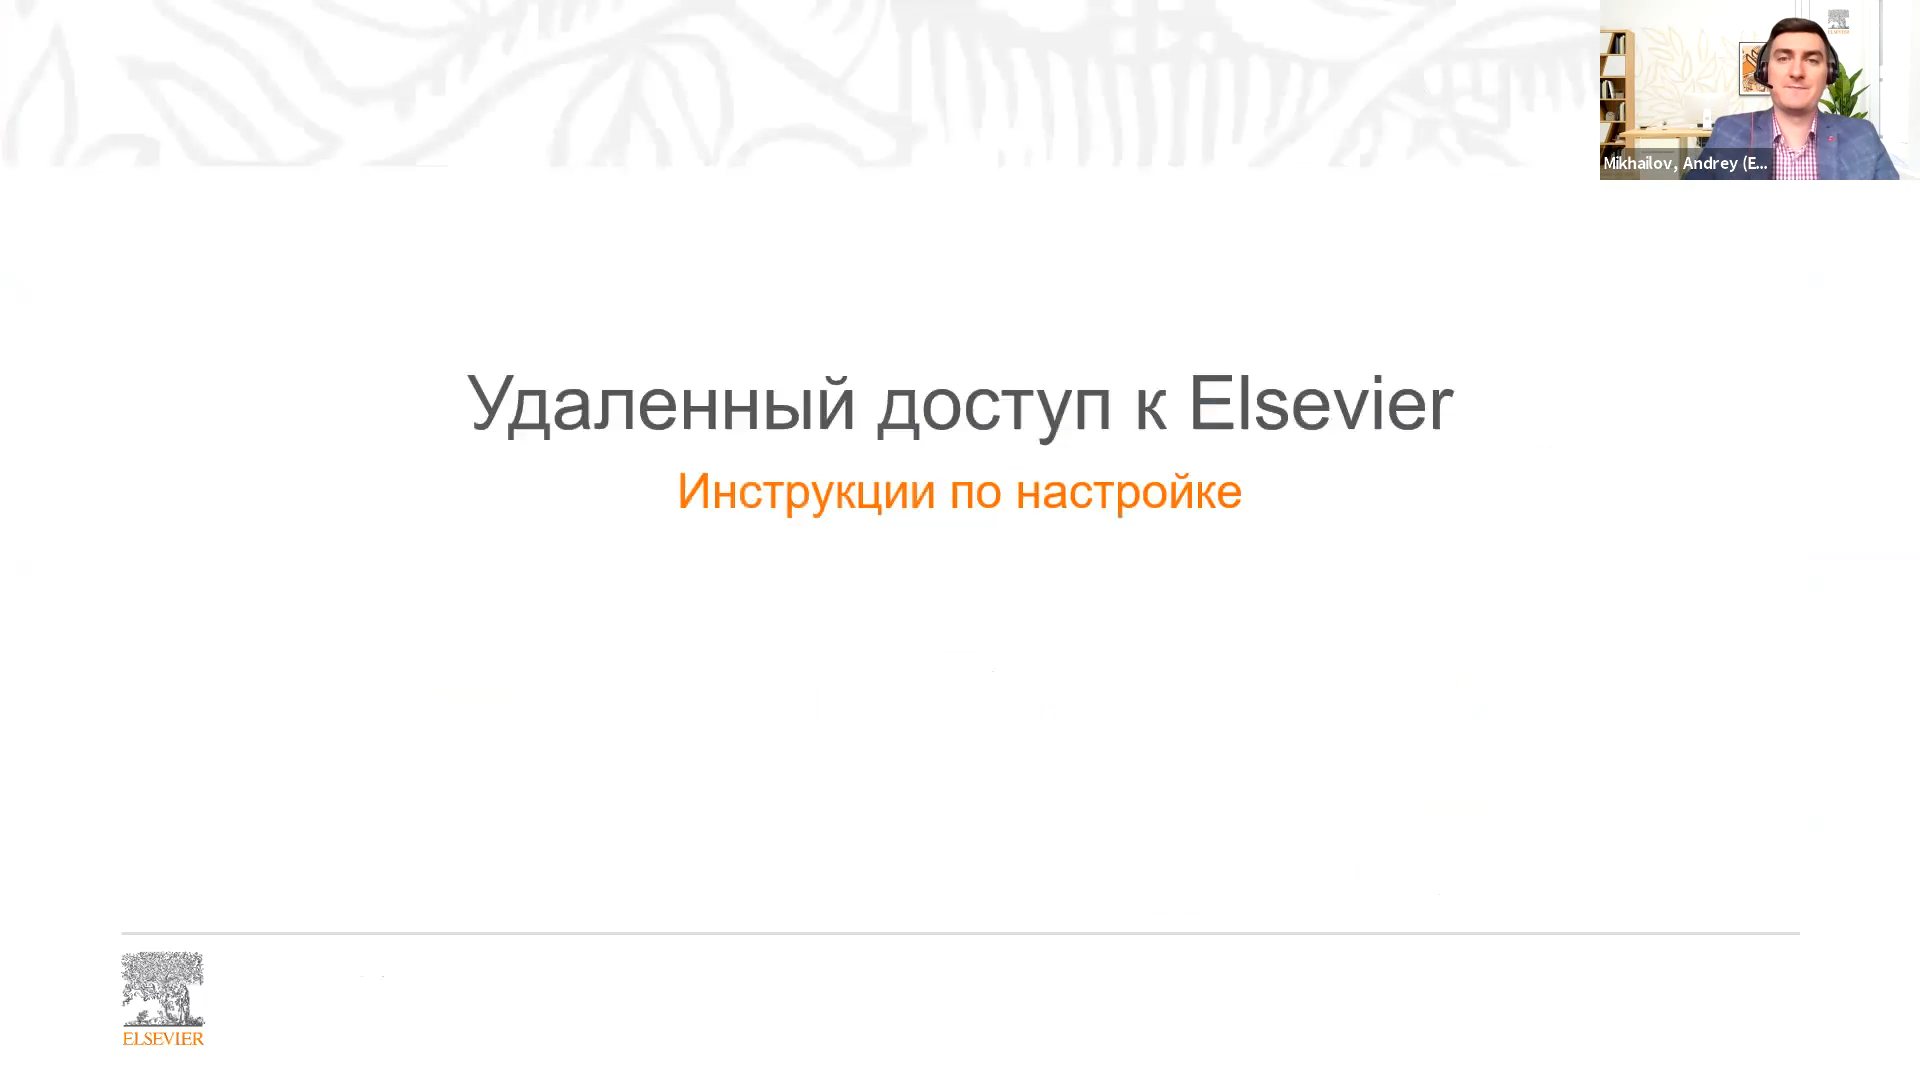 Mikhailov, Andrey (E...
Удаленный доступ к Elsevier
Инструкции по настройке
ELSEVIER